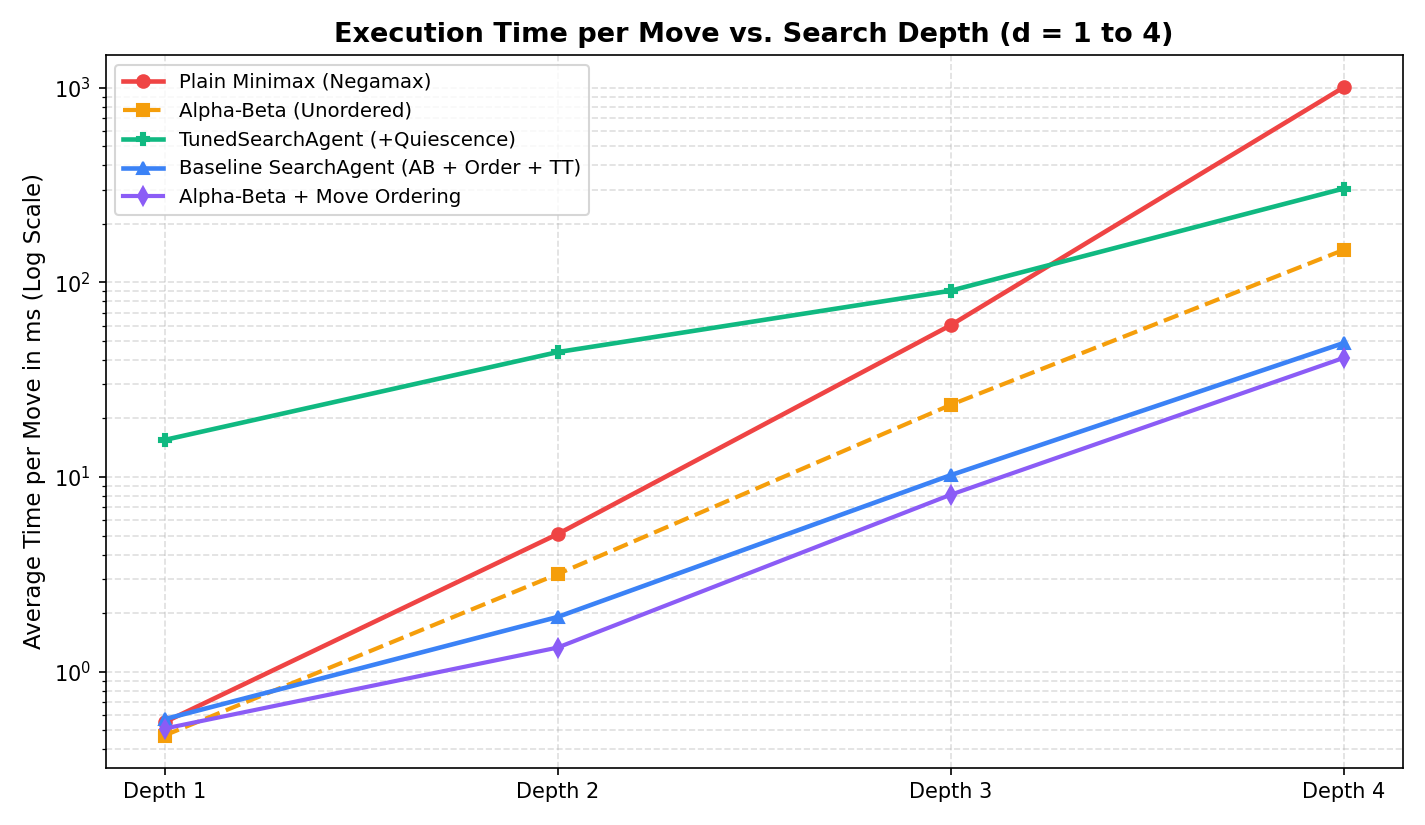 Execution Time per Move vs. Search Depth (d = 1 to 4)
Average Time per Move in ms (Log Scale)
10³
10²
10¹
10⁰
Plain Minimax (Negamax)
Alpha-Beta (Unordered)
TunedSearchAgent (+Quiescence)
Baseline SearchAgent (AB + Order + TT)
Alpha-Beta + Move Ordering
Depth 1
Depth 2
Depth 3
Depth 4